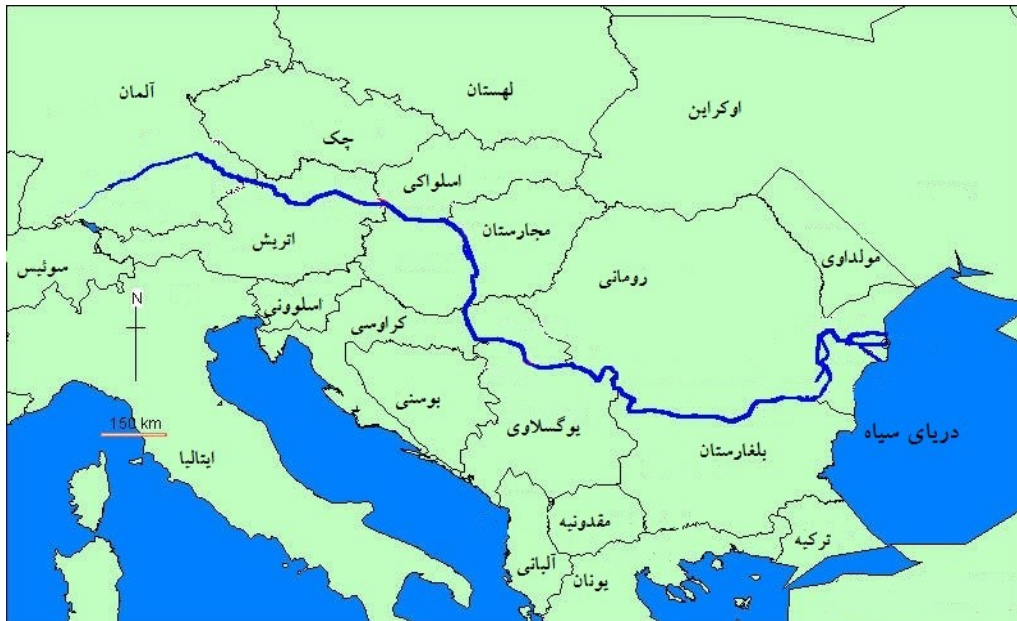 آلمان
لهستان
اوکراین
چک
اسلواکی
مجارستان
اتریش
سوئیس
مولداوی
رومانی
N
اسلوونی
کراوسی
بوسنی
150 km
یوگسلاوی
دریای سیاه
بلغارستان
ایتالیا
مقدونیه
ترکیه
آلبانی
یونان